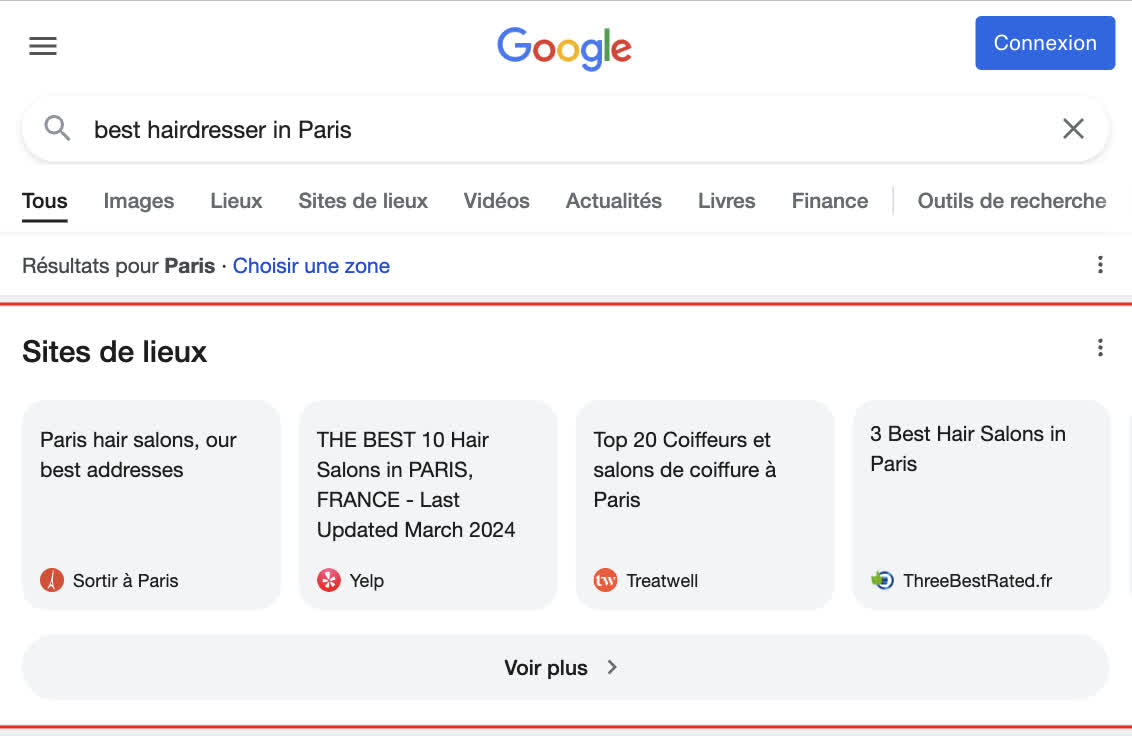 Google
Connexion
best hairdresser in Paris
Tous Images Lieux Sites de lieux Vidéos Actualités Livres Finance Outils de recherche
Résultats pour Paris · Choisir une zone
Sites de lieux
Paris hair salons, our
best addresses
Sortir à Paris
THE BEST 10 Hair
Salons in PARIS,
FRANCE - Last
Updated March 2024
Yelp
Top 20 Coiffeurs et
salons de coiffure à
Paris
tw Treatwell
3 Best Hair Salons in
Paris
ThreeBestRated.fr
Voir plus